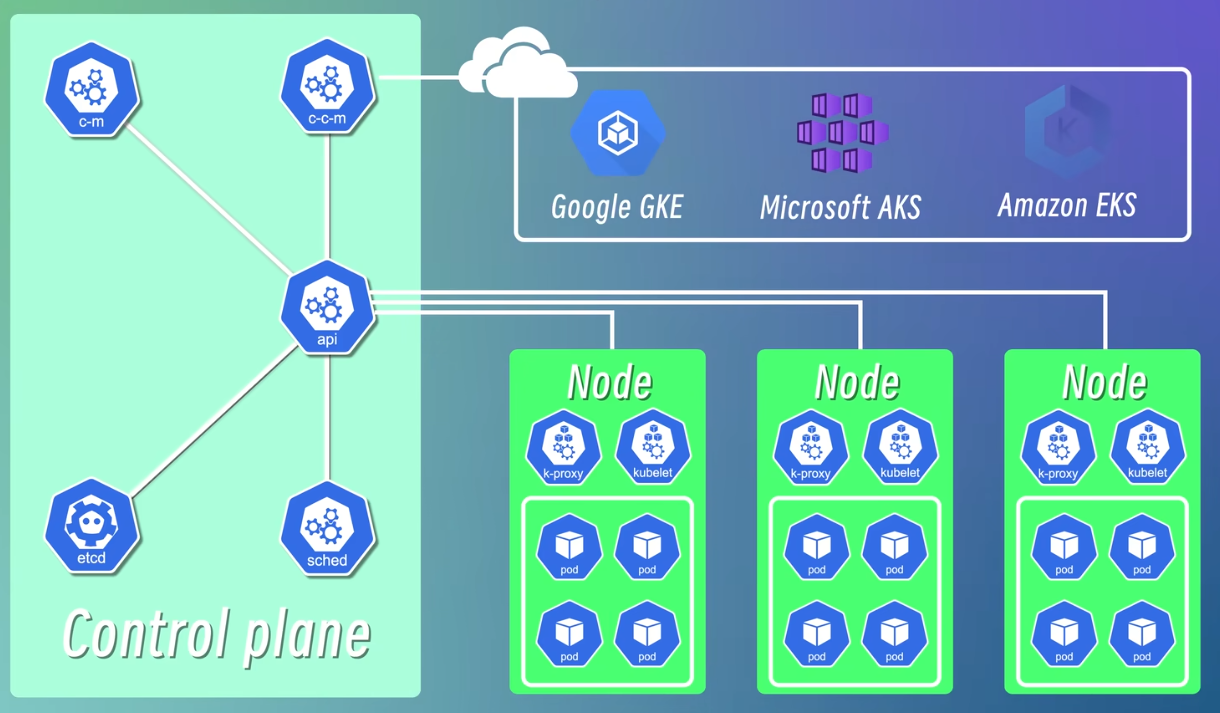 c-m
c-c-m
api
etcd
sched
Control plane
Google GKE
Microsoft AKS
K
Amazon EKS
Node
k-proxy
kubelet
pod
pod
pod
pod
Node
k-proxy
kubelet
pod
pod
pod
pod
Node
k-proxy
kubelet
pod
pod
pod
pod